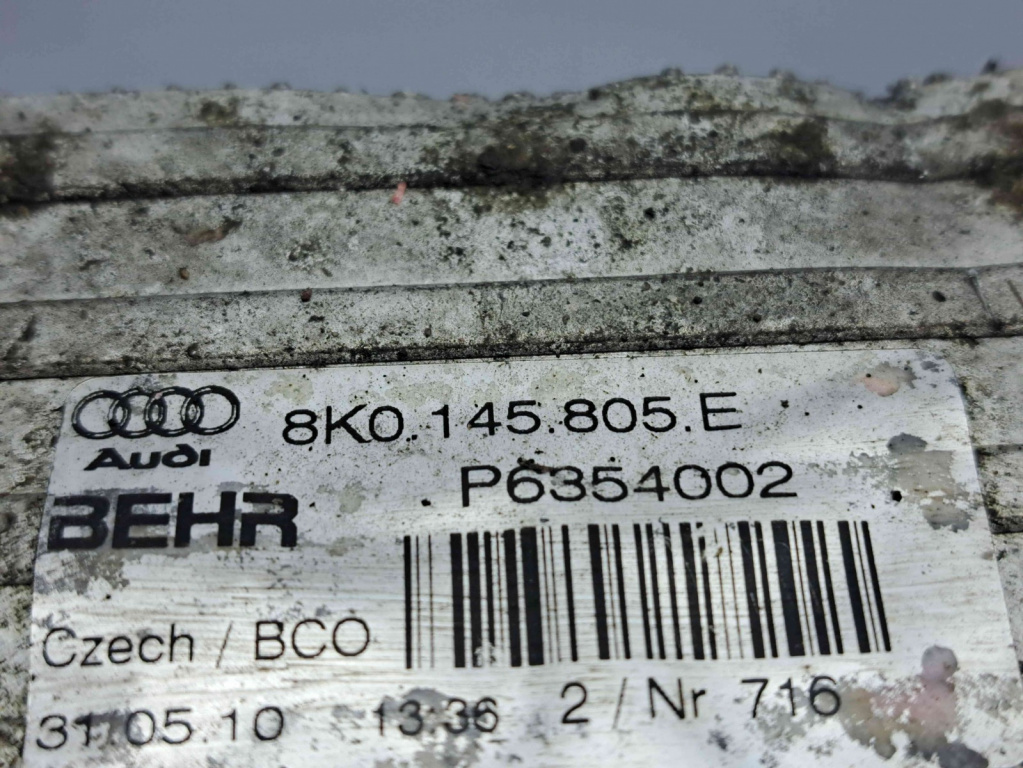 8K0.145.805.E
Audi
P6354002
BEHR
Czech / BCO
31.05.10 13:36 2 / Nr 716